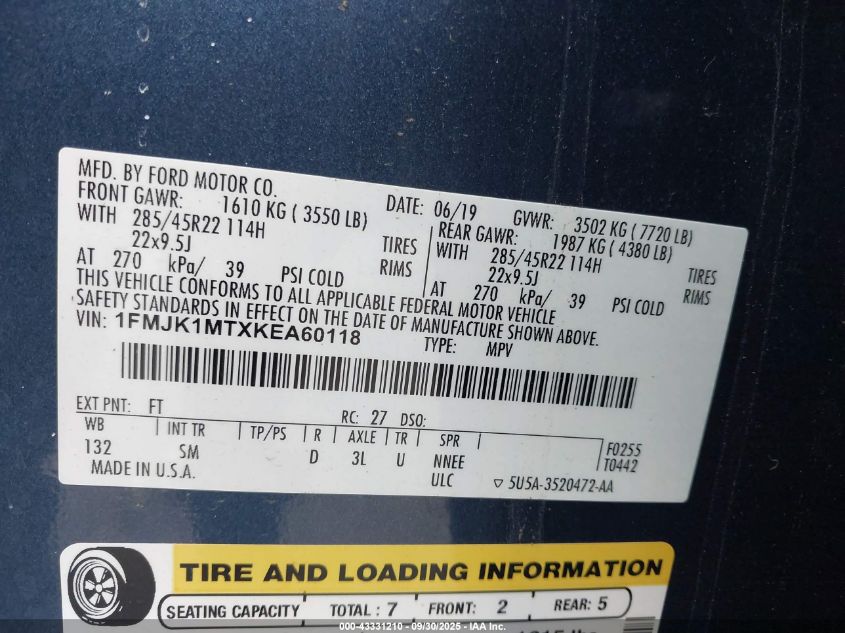 MFD. BY FORD MOTOR CO.
DATE: 06/19 GVWR: 3502 KG ( 7720 LB)
FRONT GAWR: 1610 KG ( 3550 LB) REAR GAWR: 1987 KG ( 4380 LB)
WITH 285/45R22 114H TIRES WITH 285/45R22 114H TIRES
22x9.5J RIMS 22x9.5J RIMS
AT 270 kPa/ 39 PSI COLD AT 270 kPa/ 39 PSI COLD
THIS VEHICLE CONFORMS TO ALL APPLICABLE FEDERAL MOTOR VEHICLE
SAFETY STANDARDS IN EFFECT ON THE DATE OF MANUFACTURE SHOWN ABOVE.
VIN: 1FMJK1MTXKEA60118 TYPE: MPV
EXT PNT: FT RC: 27 DSO:
WB INT TR TP/PS R AXLE TR SPR F0255
132 SM D 3L U NNEE T0442
MADE IN U.S.A. ULC ▽ 5U5A-3520472-AA
TIRE AND LOADING INFORMATION
SEATING CAPACITY TOTAL : 7 FRONT: 2 REAR: 5
000-43331210 - 09/30/2025 - IAA Inc.